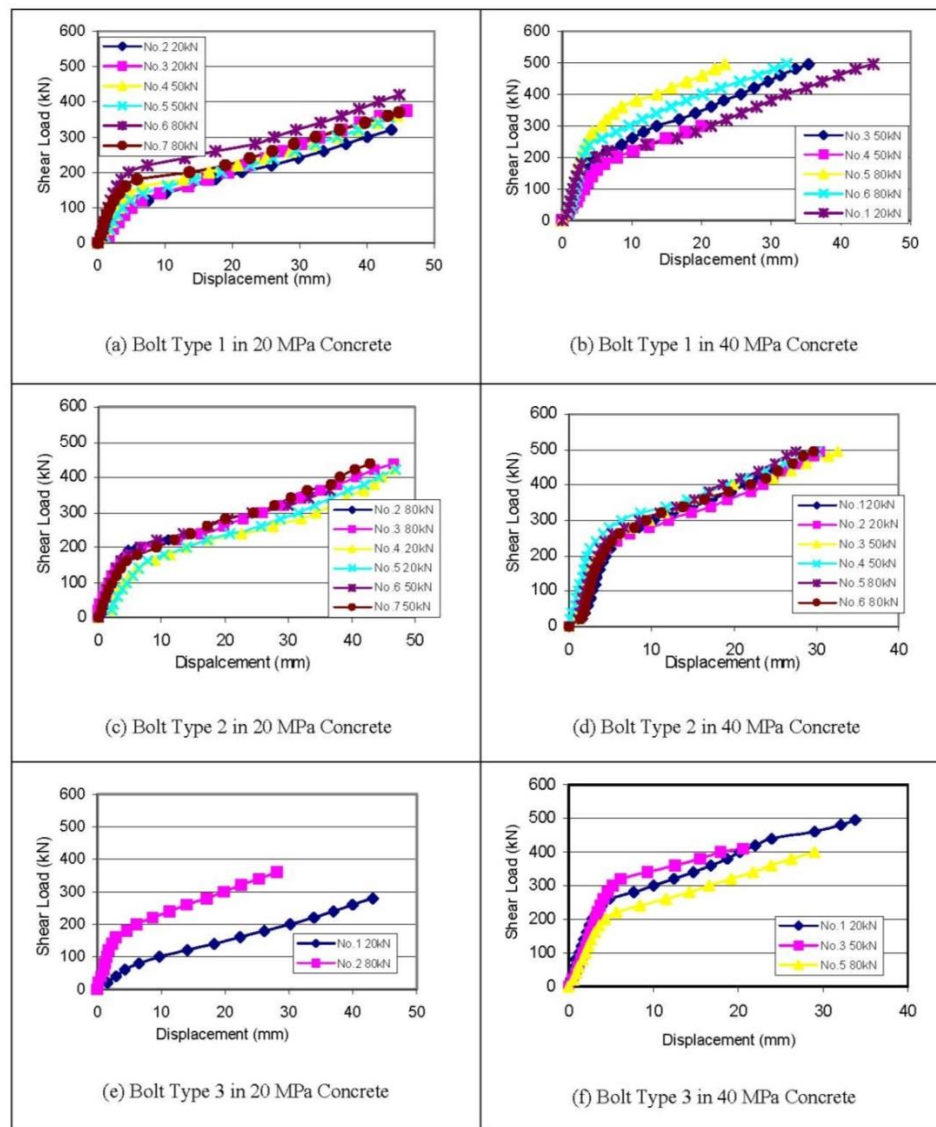 600
500
400
300
200
100
0
Shear Load (kN)
No.2 20kN
No.3 20kN
No.4 50kN
No.5 50kN
No.6 80kN
No.7 80kN
0 10 20 30 40 50
Displacement (mm)
(a) Bolt Type 1 in 20 MPa Concrete
600
500
400
300
200
100
0
Shear Load (kN)
No.3 50kN
No.4 50kN
No.5 80kN
No.6 80kN
No.1 20kN
0 10 20 30 40 50
Displacement (mm)
(b) Bolt Type 1 in 40 MPa Concrete
600
500
400
300
200
100
0
Shear Load (kN)
No.2 80kN
No.3 80kN
No.4 20kN
No.5 20kN
No.6 50kN
No.7 50kN
0 10 20 30 40 50
Dispalcement (mm)
(c) Bolt Type 2 in 20 MPa Concrete
600
500
400
300
200
100
0
Shear Load (kN)
No.1 20kN
No.2 20kN
No.3 50kN
No.4 50kN
No.5 80kN
No.6 80kN
0 10 20 30 40
Displacement (mm)
(d) Bolt Type 2 in 40 MPa Concrete
600
500
400
300
200
100
0
Shear Load (kN)
No.1 20kN
No.2 80kN
0 10 20 30 40 50
Displacement (mm)
(e) Bolt Type 3 in 20 MPa Concrete
600
500
400
300
200
100
0
Shear Load (kN)
No.1 20kN
No.3 50kN
No.5 80kN
0 10 20 30 40
Displacement (mm)
(f) Bolt Type 3 in 40 MPa Concrete